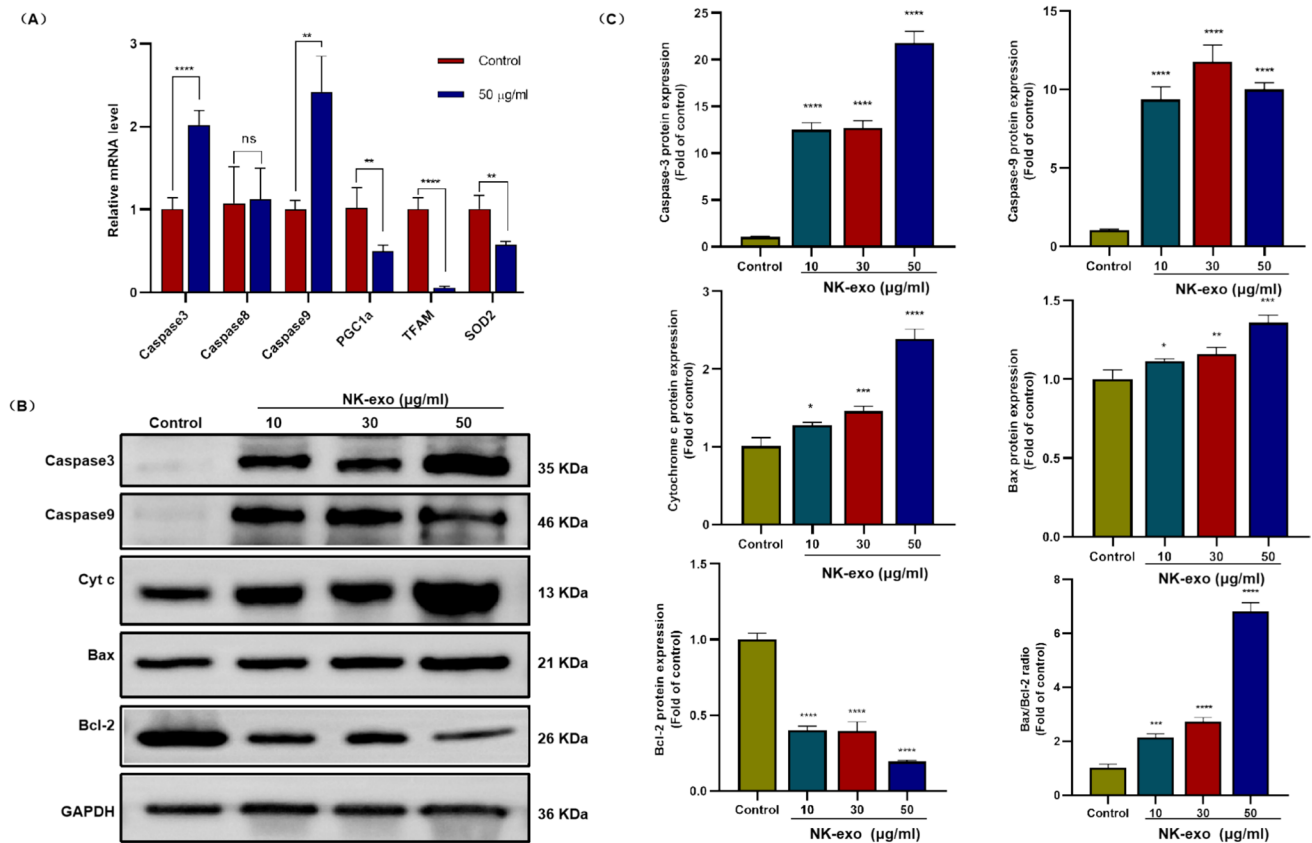 （A）
Relative mRNA level
3
2
1
0
****
ns
**
**
****
**
Control
50 µg/ml
Caspase3
Caspase8
Caspase9
PGC1a
TFAM
SOD2
（B）
NK-exo (µg/ml)
Control 10 30 50
Caspase3 35 KDa
Caspase9 46 KDa
Cyt c 13 KDa
Bax 21 KDa
Bcl-2 26 KDa
GAPDH 36 KDa
（C）
Caspase-3 protein expression
(Fold of control)
25
20
15
10
5
0
****
****
****
Control 10 30 50
NK-exo (µg/ml)
Caspase-9 protein expression
(Fold of control)
15
10
5
0
****
****
****
Control 10 30 50
NK-exo (µg/ml)
Cytochrome c protein expression
(Fold of control)
3
2
1
0
*
***
****
Control 10 30 50
NK-exo (µg/ml)
Bax protein expression
(Fold of control)
1.5
1.0
0.5
0.0
*
**
***
Control 10 30 50
NK-exo (µg/ml)
Bcl-2 protein expression
(Fold of control)
1.5
1.0
0.5
0.0
****
****
****
Control 10 30 50
NK-exo (µg/ml)
Bax/Bcl-2 radio
(Fold of control)
8
6
4
2
0
***
****
****
Control 10 30 50
NK-exo (µg/ml)